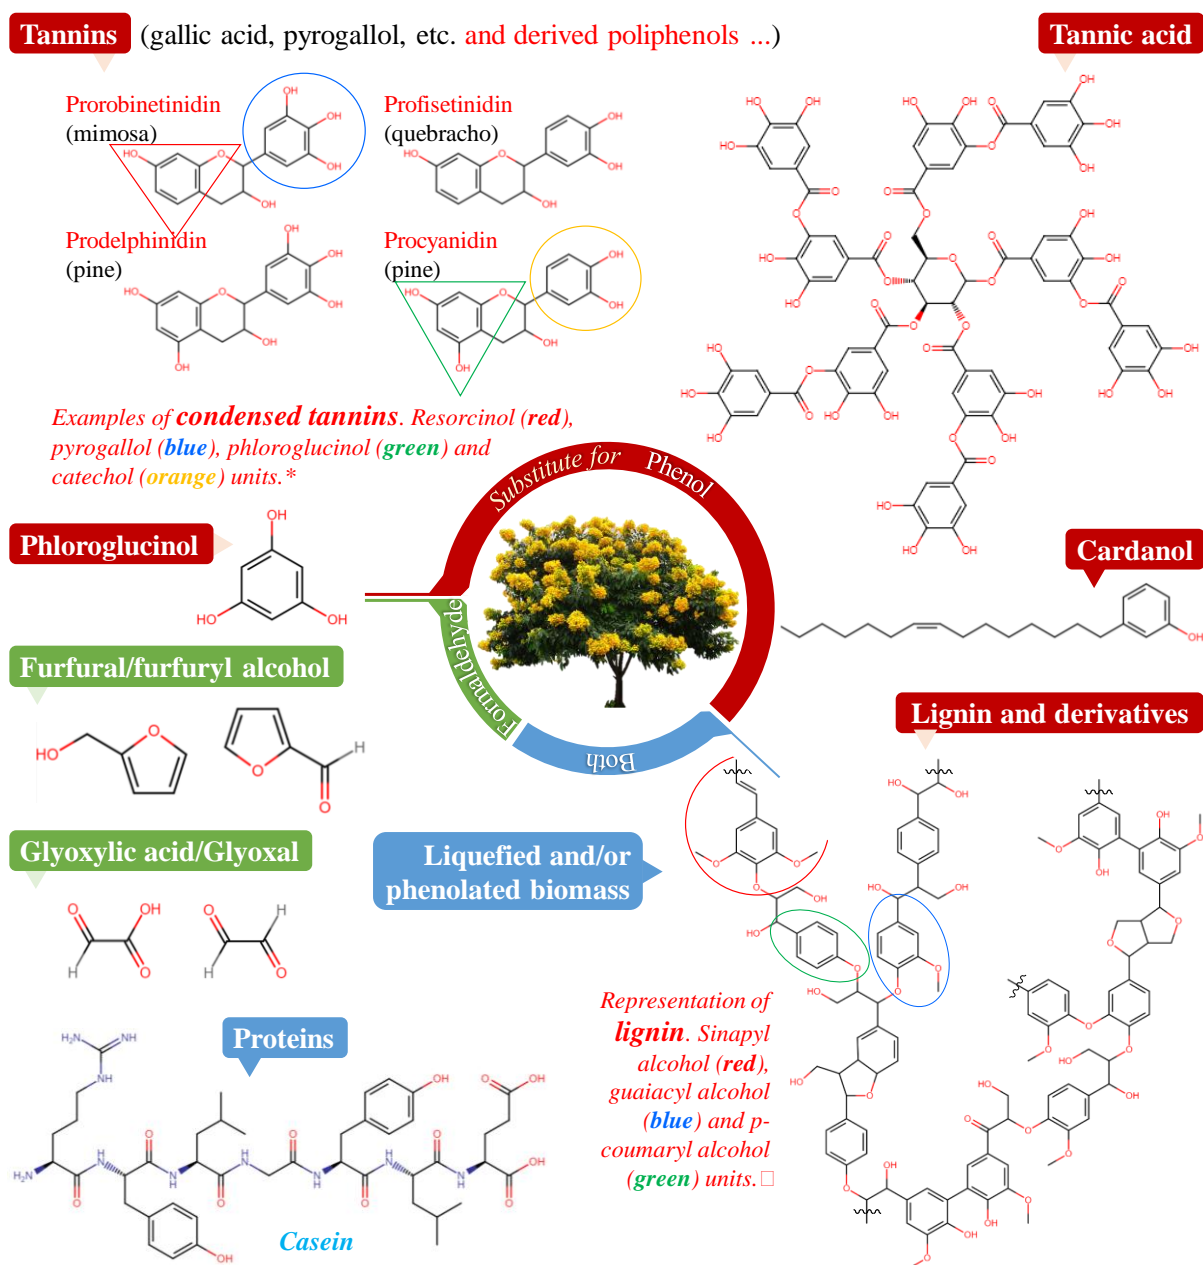 Tannins (gallic acid, pyrogallol, etc. and derived poliphenols ...)
Tannic acid
Prorobinetinidin
(mimosa)
Profisetinidin
(quebracho)
Prodelphinidin
(pine)
Procyanidin
(pine)
Examples of condensed tannins. Resorcinol (red),
pyrogallol (blue), phloroglucinol (green) and
catechol (orange) units.*
Substitute for Phenol
Formaldehyde
Both
Phloroglucinol
Cardanol
Furfural/furfuryl alcohol
Lignin and derivatives
Glyoxylic acid/Glyoxal
Liquefied and/or
phenolated biomass
Representation of
lignin. Sinapyl
alcohol (red),
guaiacyl alcohol
(blue) and p-
coumaryl alcohol
(green) units.□
Proteins
Casein